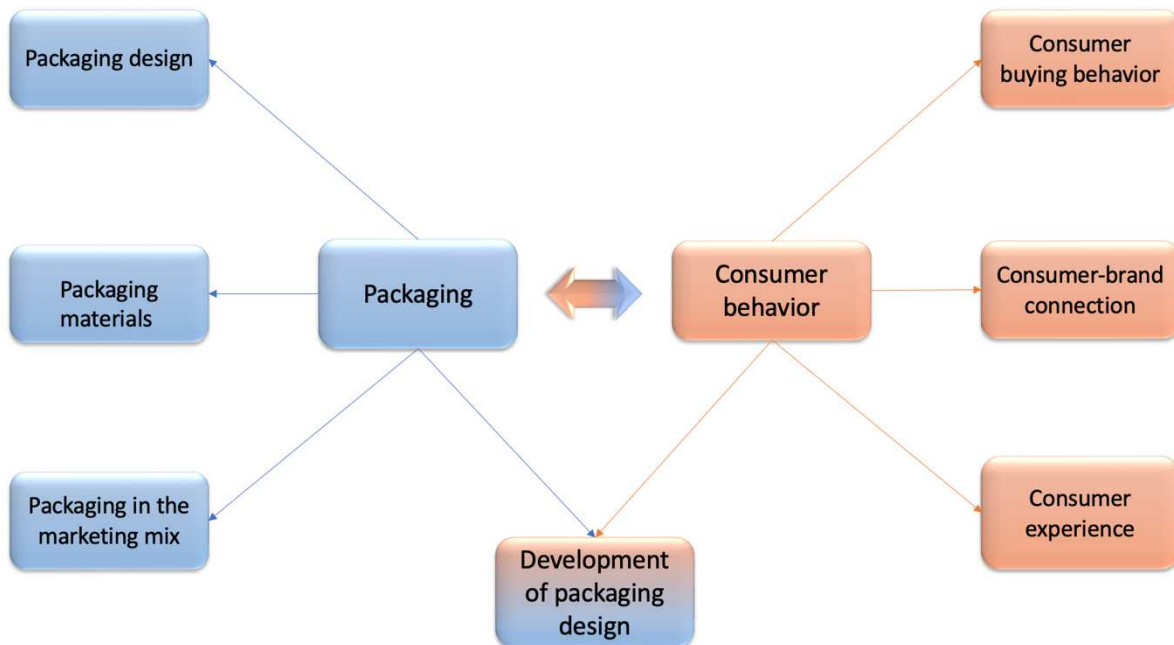 Packaging design
Consumer
buying behavior
Packaging
materials
Packaging
Consumer
behavior
Consumer-brand
connection
Packaging in the
marketing mix
Development
of packaging
design
Consumer
experience